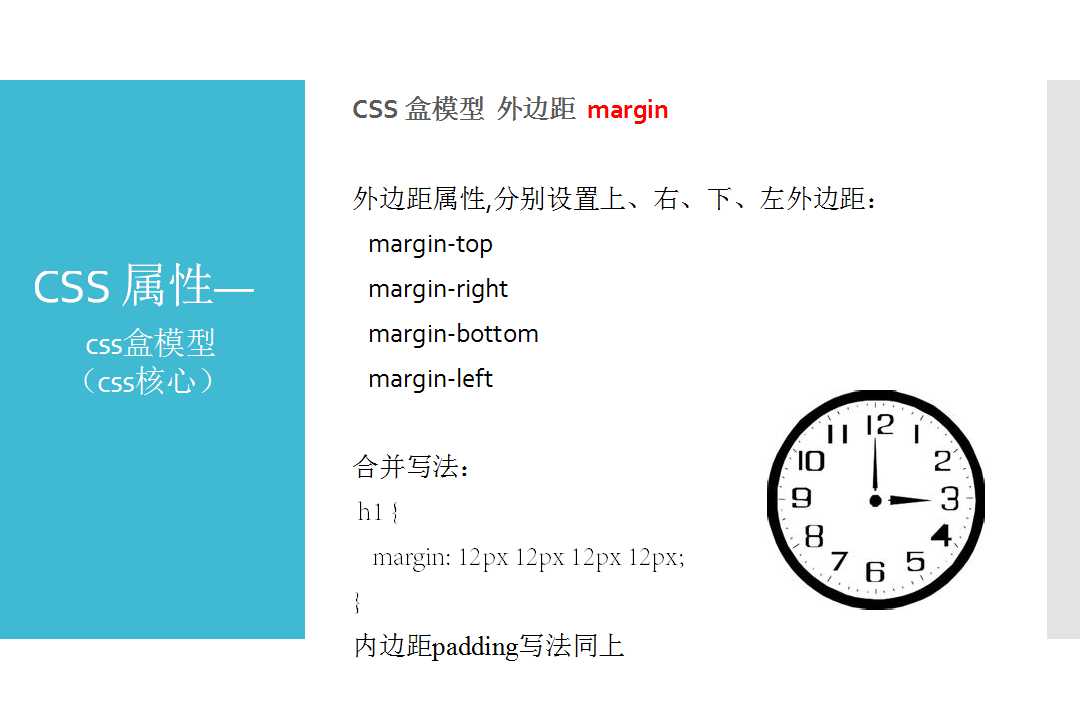 CSS 属性—
css盒模型
（css核心）
CSS 盒模型 外边距 margin
外边距属性,分别设置上、右、下、左外边距：
margin-top
margin-right
margin-bottom
margin-left
合并写法：
h1 {
margin: 12px 12px 12px 12px;
}
内边距padding写法同上
12
1
2
3
4
5
6
7
8
9
10
11